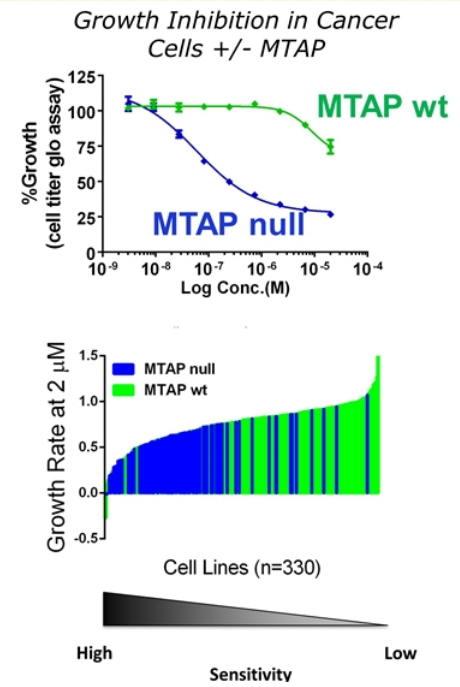 Growth Inhibition in Cancer
Cells +/- MTAP
%Growth
(cell titer glo assay)
125
100
75
50
25
0
MTAP wt
MTAP null
10-9
10-8
10-7
10-6
10-5
10-4
Log Conc.(M)
Growth Rate at 2 μM
1.5
1.0
0.5
0.0
-0.5
MTAP null
MTAP wt
Cell Lines (n=330)
High
Low
Sensitivity